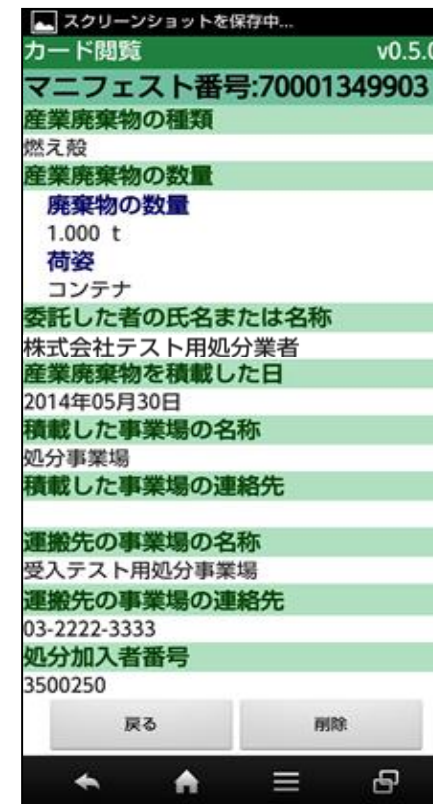 スクリーンショットを保存中...
カード閲覧 v0.5.0
マニフェスト番号:70001349903
産業廃棄物の種類
燃え殻
産業廃棄物の数量
廃棄物の数量
1.000 t
荷姿
コンテナ
委託した者の氏名または名称
株式会社テスト用処分業者
産業廃棄物を積載した日
2014年05月30日
積載した事業場の名称
処分事業場
積載した事業場の連絡先
運搬先の事業場の名称
受入テスト用処分事業場
運搬先の事業場の連絡先
03-2222-3333
処分加入者番号
3500250
戻る 削除